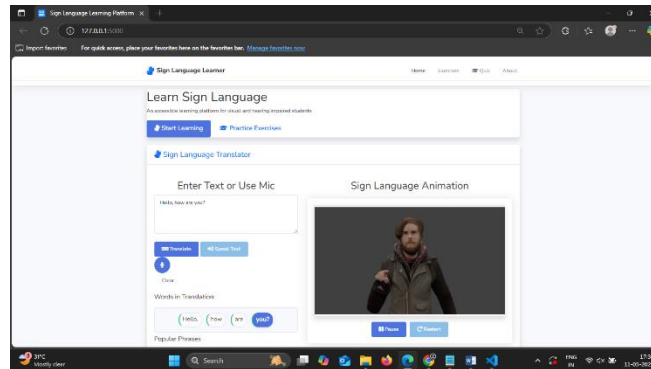 Sign Language Learning Platform
127.0.0.1:5000
Import favorites For quick access, place your favorites here on the favorites bar. Manage favorites now
Sign Language Learner
Home Exercises Quiz About
Learn Sign Language
An accessible learning platform for visual and hearing impaired students
Start Learning Practice Exercises
Sign Language Translator
Enter Text or Use Mic
Sign Language Animation
Hello, how are you?
Translate Speak Text
Clear
Words in Translation
Hello, how are you?
Pause Restart
Popular Phrases
31°C
Mostly clear
Search
ENG
IN